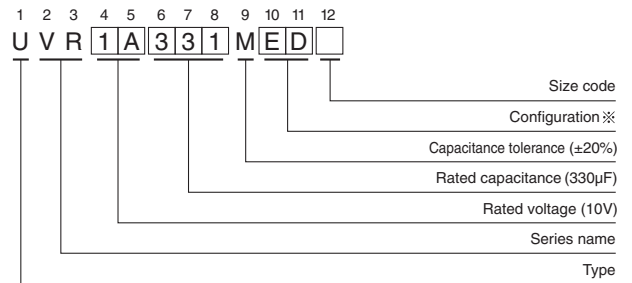 1 2 3 4 5 6 7 8 9 10 11 12
U V R 1 A 3 3 1 M E D
Size code
Configuration※
Capacitance tolerance (±20%)
Rated capacitance (330µF)
Rated voltage (10V)
Series name
Type